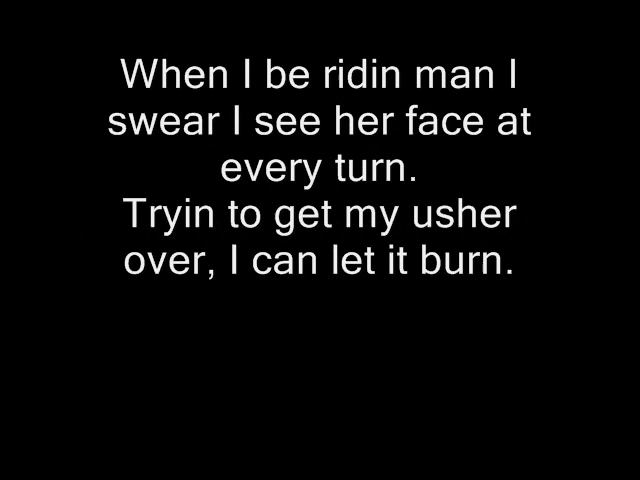 When I be ridin man I
swear I see her face at
every turn.
Tryin to get my usher
over, I can let it burn.